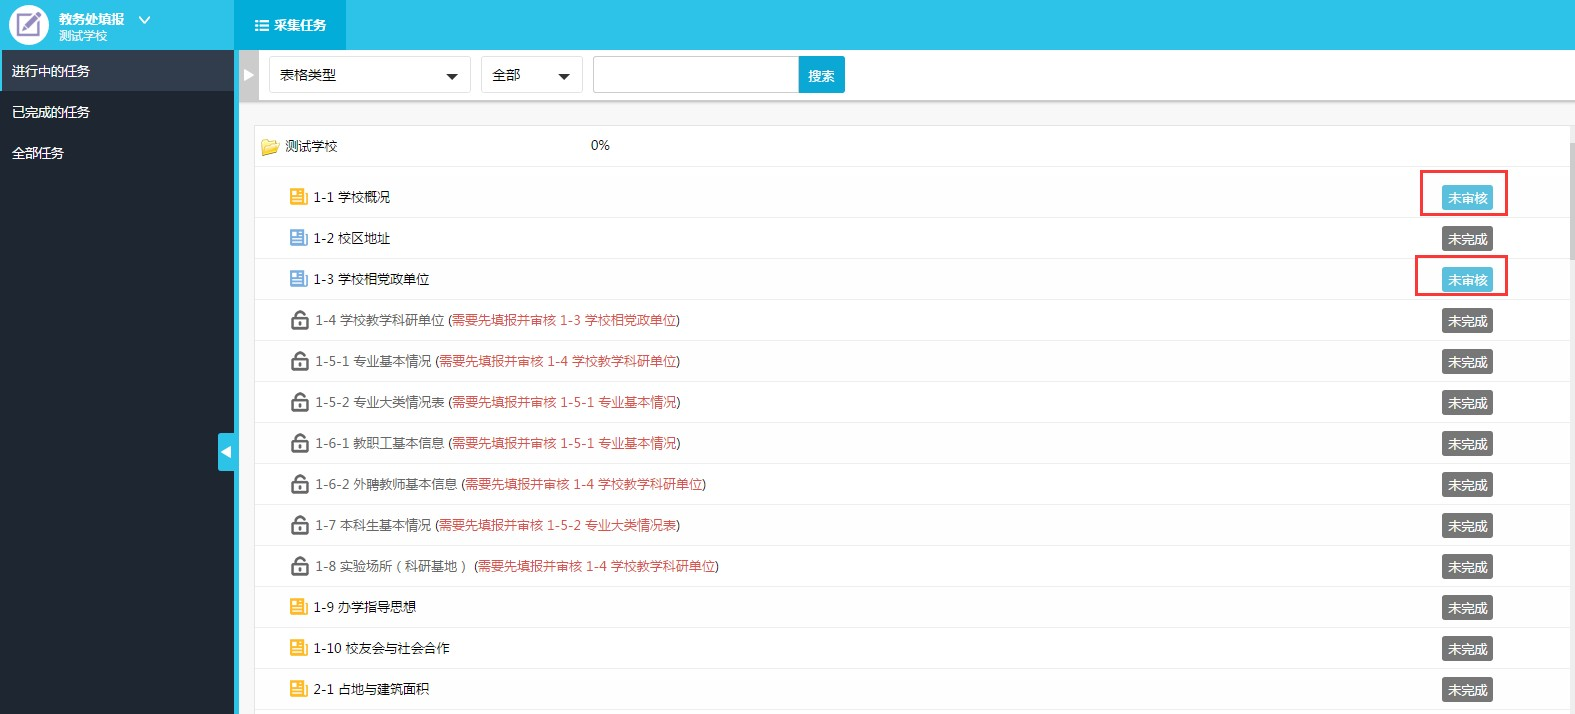 教务处填报
测试学校
采集任务
进行中的任务
已完成的任务
全部任务
表格类型
全部
搜索
测试学校 0%
1-1 学校概况 未审核
1-2 校区地址 未完成
1-3 学校相党政单位 未审核
1-4 学校教学科研单位 (需要先填报并审核 1-3 学校相党政单位) 未完成
1-5-1 专业基本情况 (需要先填报并审核 1-4 学校教学科研单位) 未完成
1-5-2 专业大类情况表 (需要先填报并审核 1-5-1 专业基本情况) 未完成
1-6-1 教职工基本信息 (需要先填报并审核 1-5-1 专业基本情况) 未完成
1-6-2 外聘教师基本信息 (需要先填报并审核 1-4 学校教学科研单位) 未完成
1-7 本科生基本情况 (需要先填报并审核 1-5-2 专业大类情况表) 未完成
1-8 实验场所（科研基地） (需要先填报并审核 1-4 学校教学科研单位) 未完成
1-9 办学指导思想 未完成
1-10 校友会与社会合作 未完成
2-1 占地与建筑面积 未完成